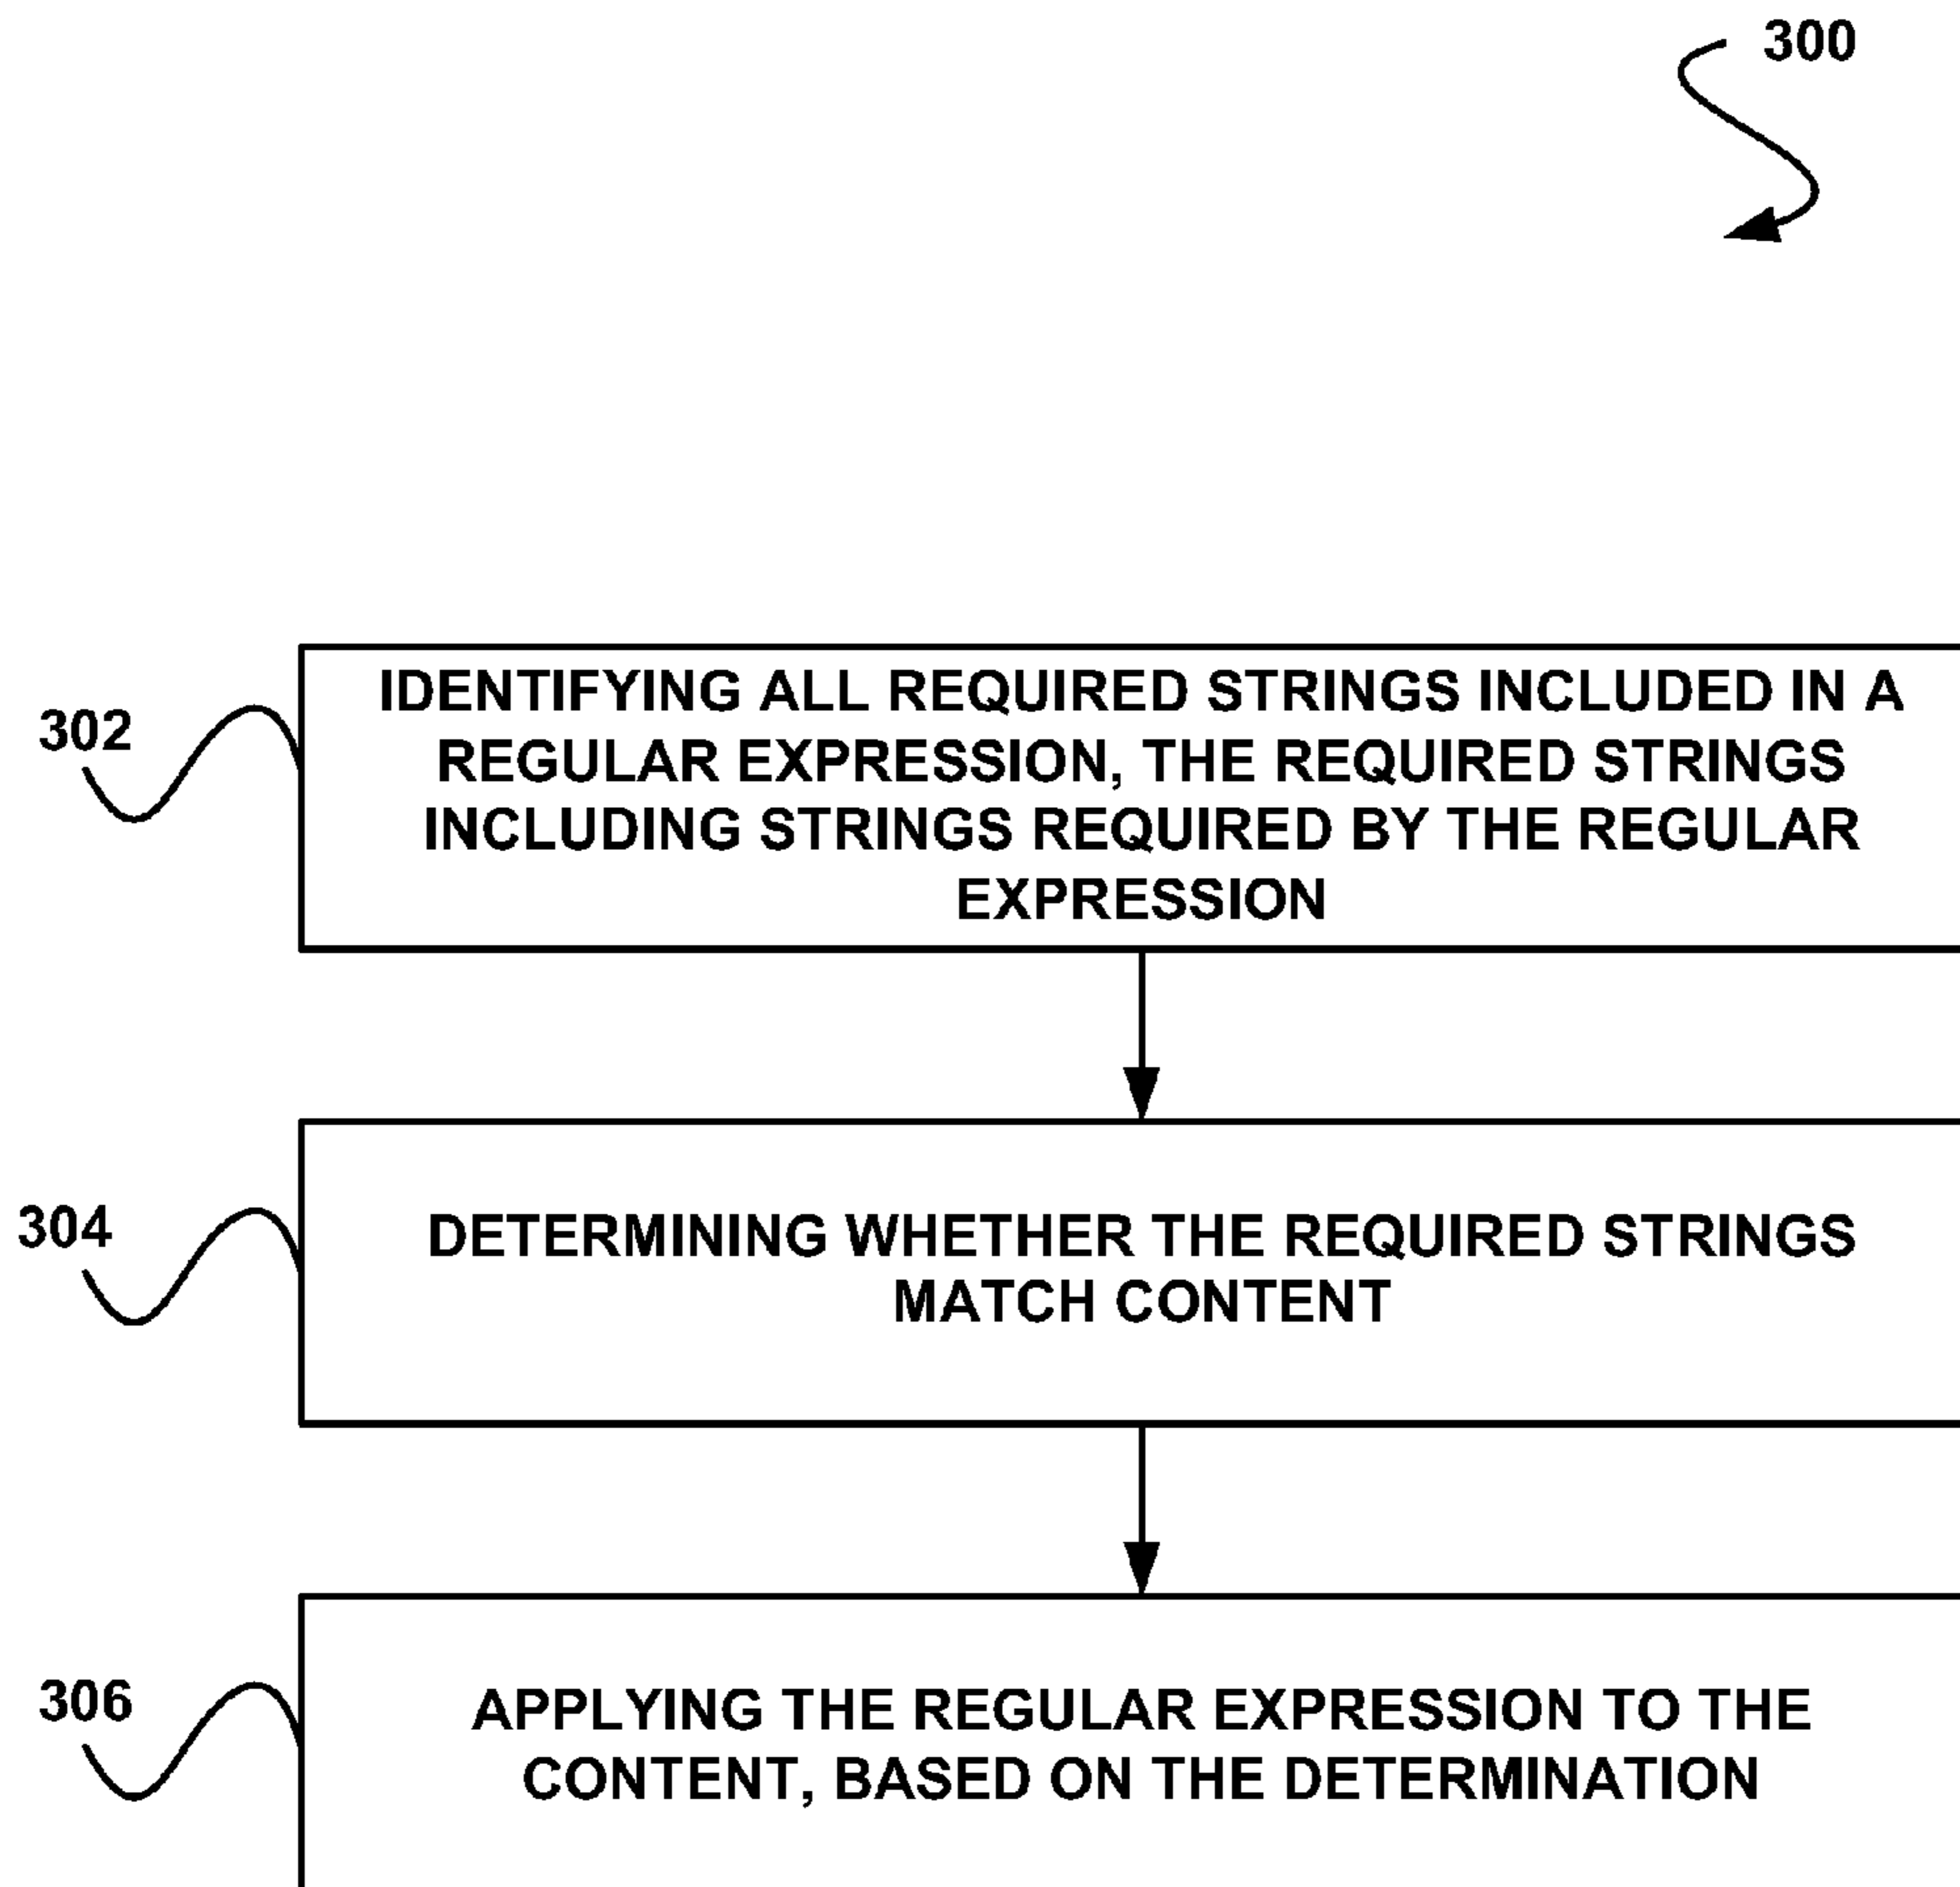 300
302
IDENTIFYING ALL REQUIRED STRINGS INCLUDED IN A
REGULAR EXPRESSION, THE REQUIRED STRINGS
INCLUDING STRINGS REQUIRED BY THE REGULAR
EXPRESSION
304
DETERMINING WHETHER THE REQUIRED STRINGS
MATCH CONTENT
306
APPLYING THE REGULAR EXPRESSION TO THE
CONTENT, BASED ON THE DETERMINATION